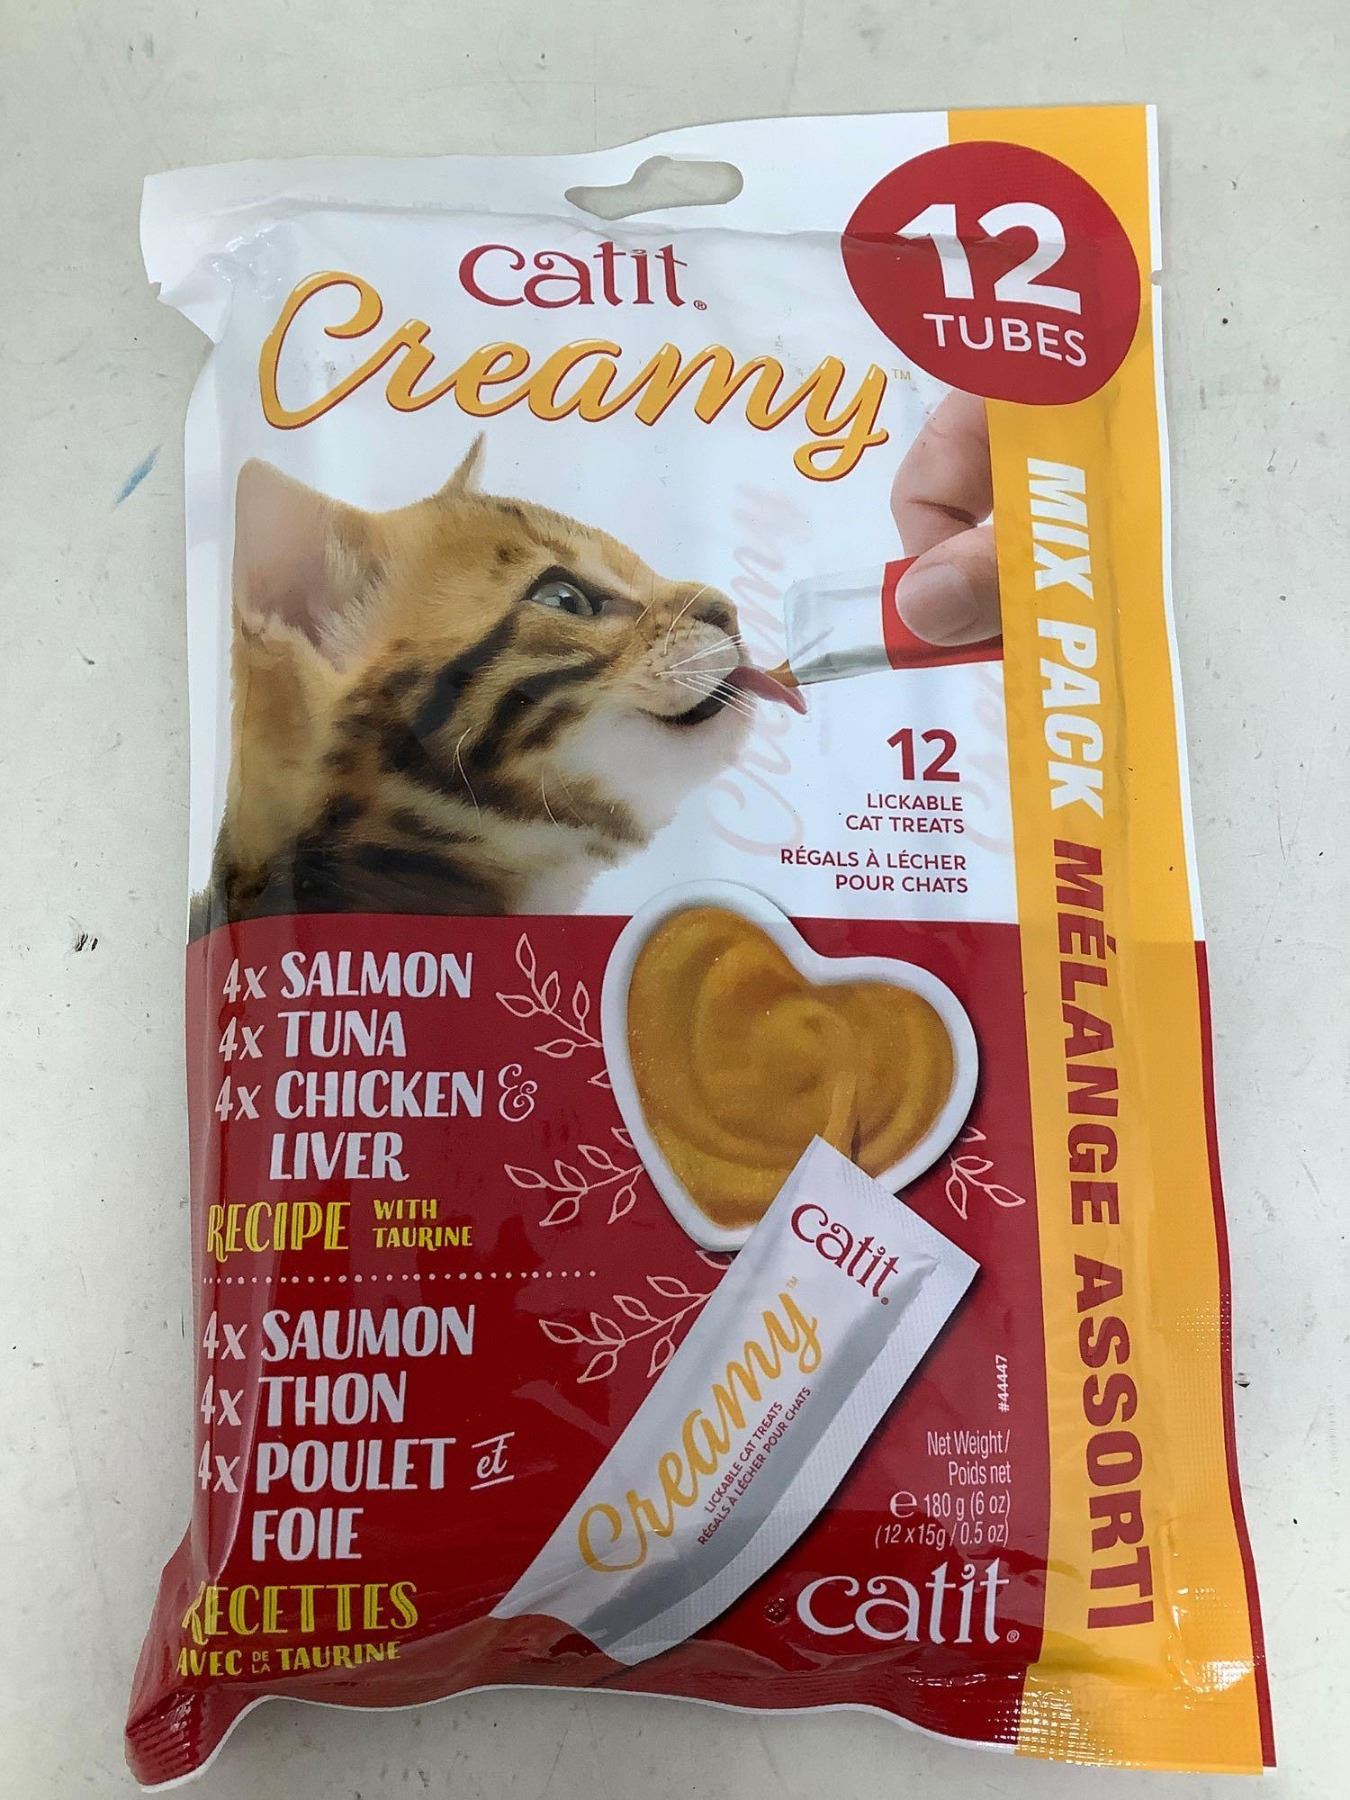 12
TUBES
catit®
Creamy™
Creamy
12
LICKABLE
CAT TREATS
RÉGALS À LÉCHER
POUR CHATS
MIX PACK MÉLANGE ASSORTI
4x SALMON
4x TUNA
4x CHICKEN &
LIVER
RECIPE WITH
TAURINE
4x SAUMON
4x THON
4x POULET et
FOIE
RECETTES
AVEC DE LA TAURINE
catit®
Creamy™
LICKABLE CAT TREATS
RÉGALS À LÉCHER POUR CHATS
#44447
Net Weight/
Poids net
e 180 g (6 oz)
(12 x 15g / 0.5 oz)
catit®